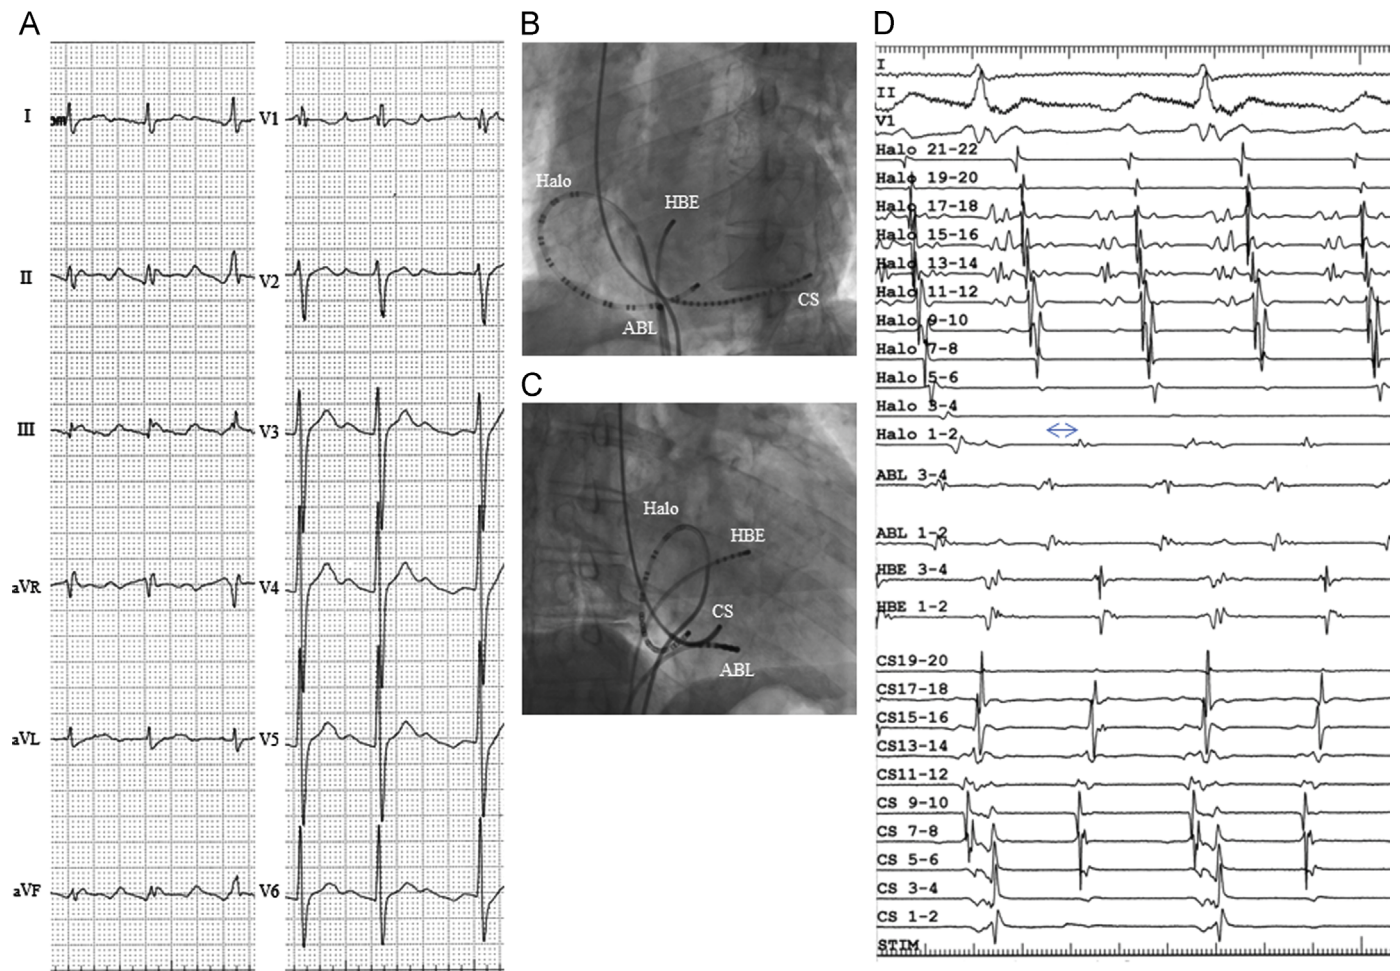 A
I
II
III
aVR
aVL
aVF
V1
V2
V3
V4
V5
V6
B
Halo
HBE
ABL
CS
C
Halo
HBE
CS
ABL
D
I
II
V1
Halo 21-22
Halo 19-20
Halo 17-18
Halo 15-16
Halo 13-14
Halo 11-12
Halo 9-10
Halo 7-8
Halo 5-6
Halo 3-4
Halo 1-2
ABL 3-4
ABL 1-2
HBE 3-4
HBE 1-2
CS19-20
CS17-18
CS15-16
CS13-14
CS11-12
CS 9-10
CS 7-8
CS 5-6
CS 3-4
CS 1-2
STIM